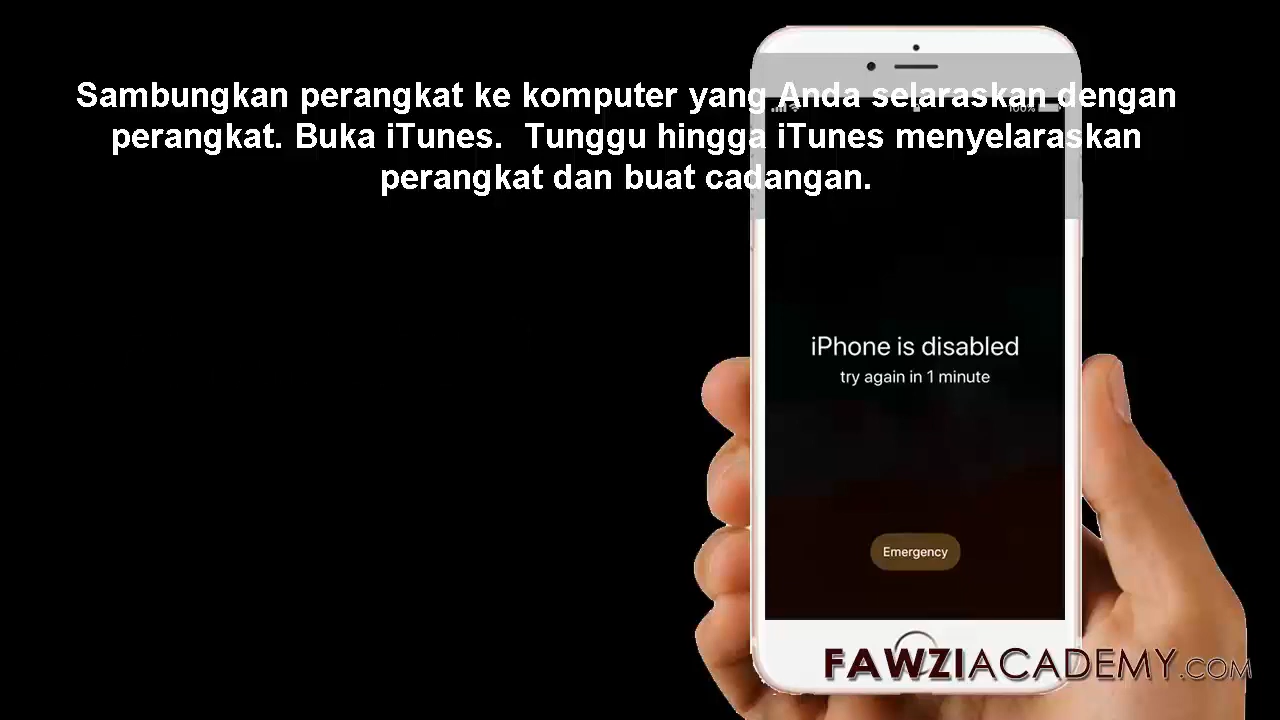 Sambungkan perangkat ke komputer yang Anda selaraskan dengan
perangkat. Buka iTunes.  Tunggu hingga iTunes menyelaraskan
perangkat dan buat cadangan.
100%
iPhone is disabled
try again in 1 minute
Emergency
FAWZIACADEMY.COM